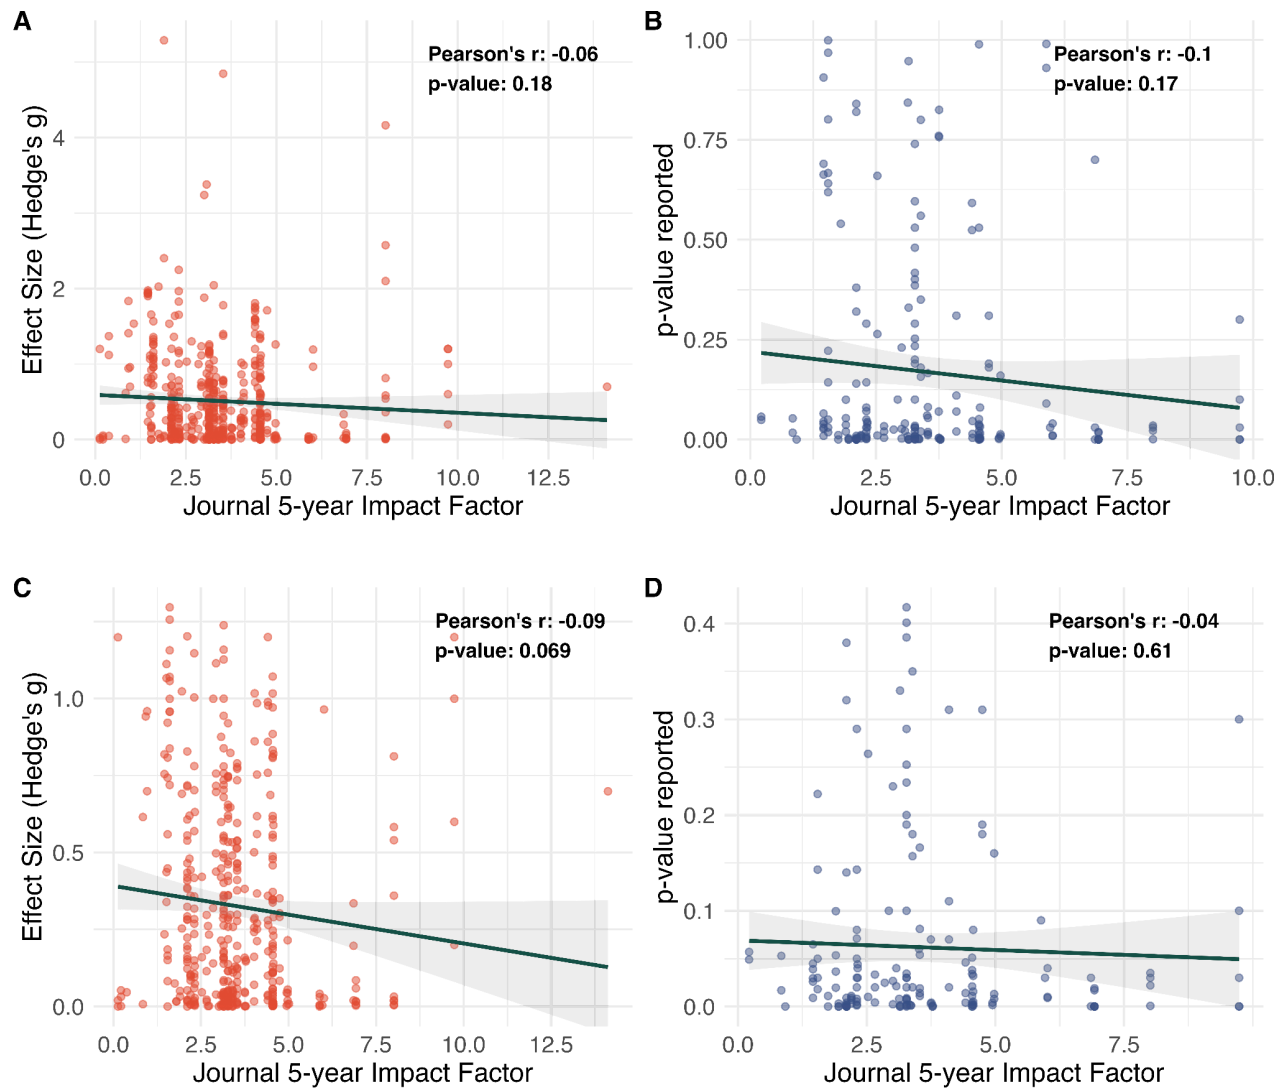 A
Pearson's r: -0.06
p-value: 0.18
Effect Size (Hedge's g)
4
2
0
0.0 2.5 5.0 7.5 10.0 12.5
Journal 5-year Impact Factor
B
Pearson's r: -0.1
p-value: 0.17
p-value reported
1.00
0.75
0.50
0.25
0.00
0.0 2.5 5.0 7.5 10.0
Journal 5-year Impact Factor
C
Pearson's r: -0.09
p-value: 0.069
Effect Size (Hedge's g)
1.0
0.5
0.0
0.0 2.5 5.0 7.5 10.0 12.5
Journal 5-year Impact Factor
D
Pearson's r: -0.04
p-value: 0.61
p-value reported
0.4
0.3
0.2
0.1
0.0
0.0 2.5 5.0 7.5
Journal 5-year Impact Factor